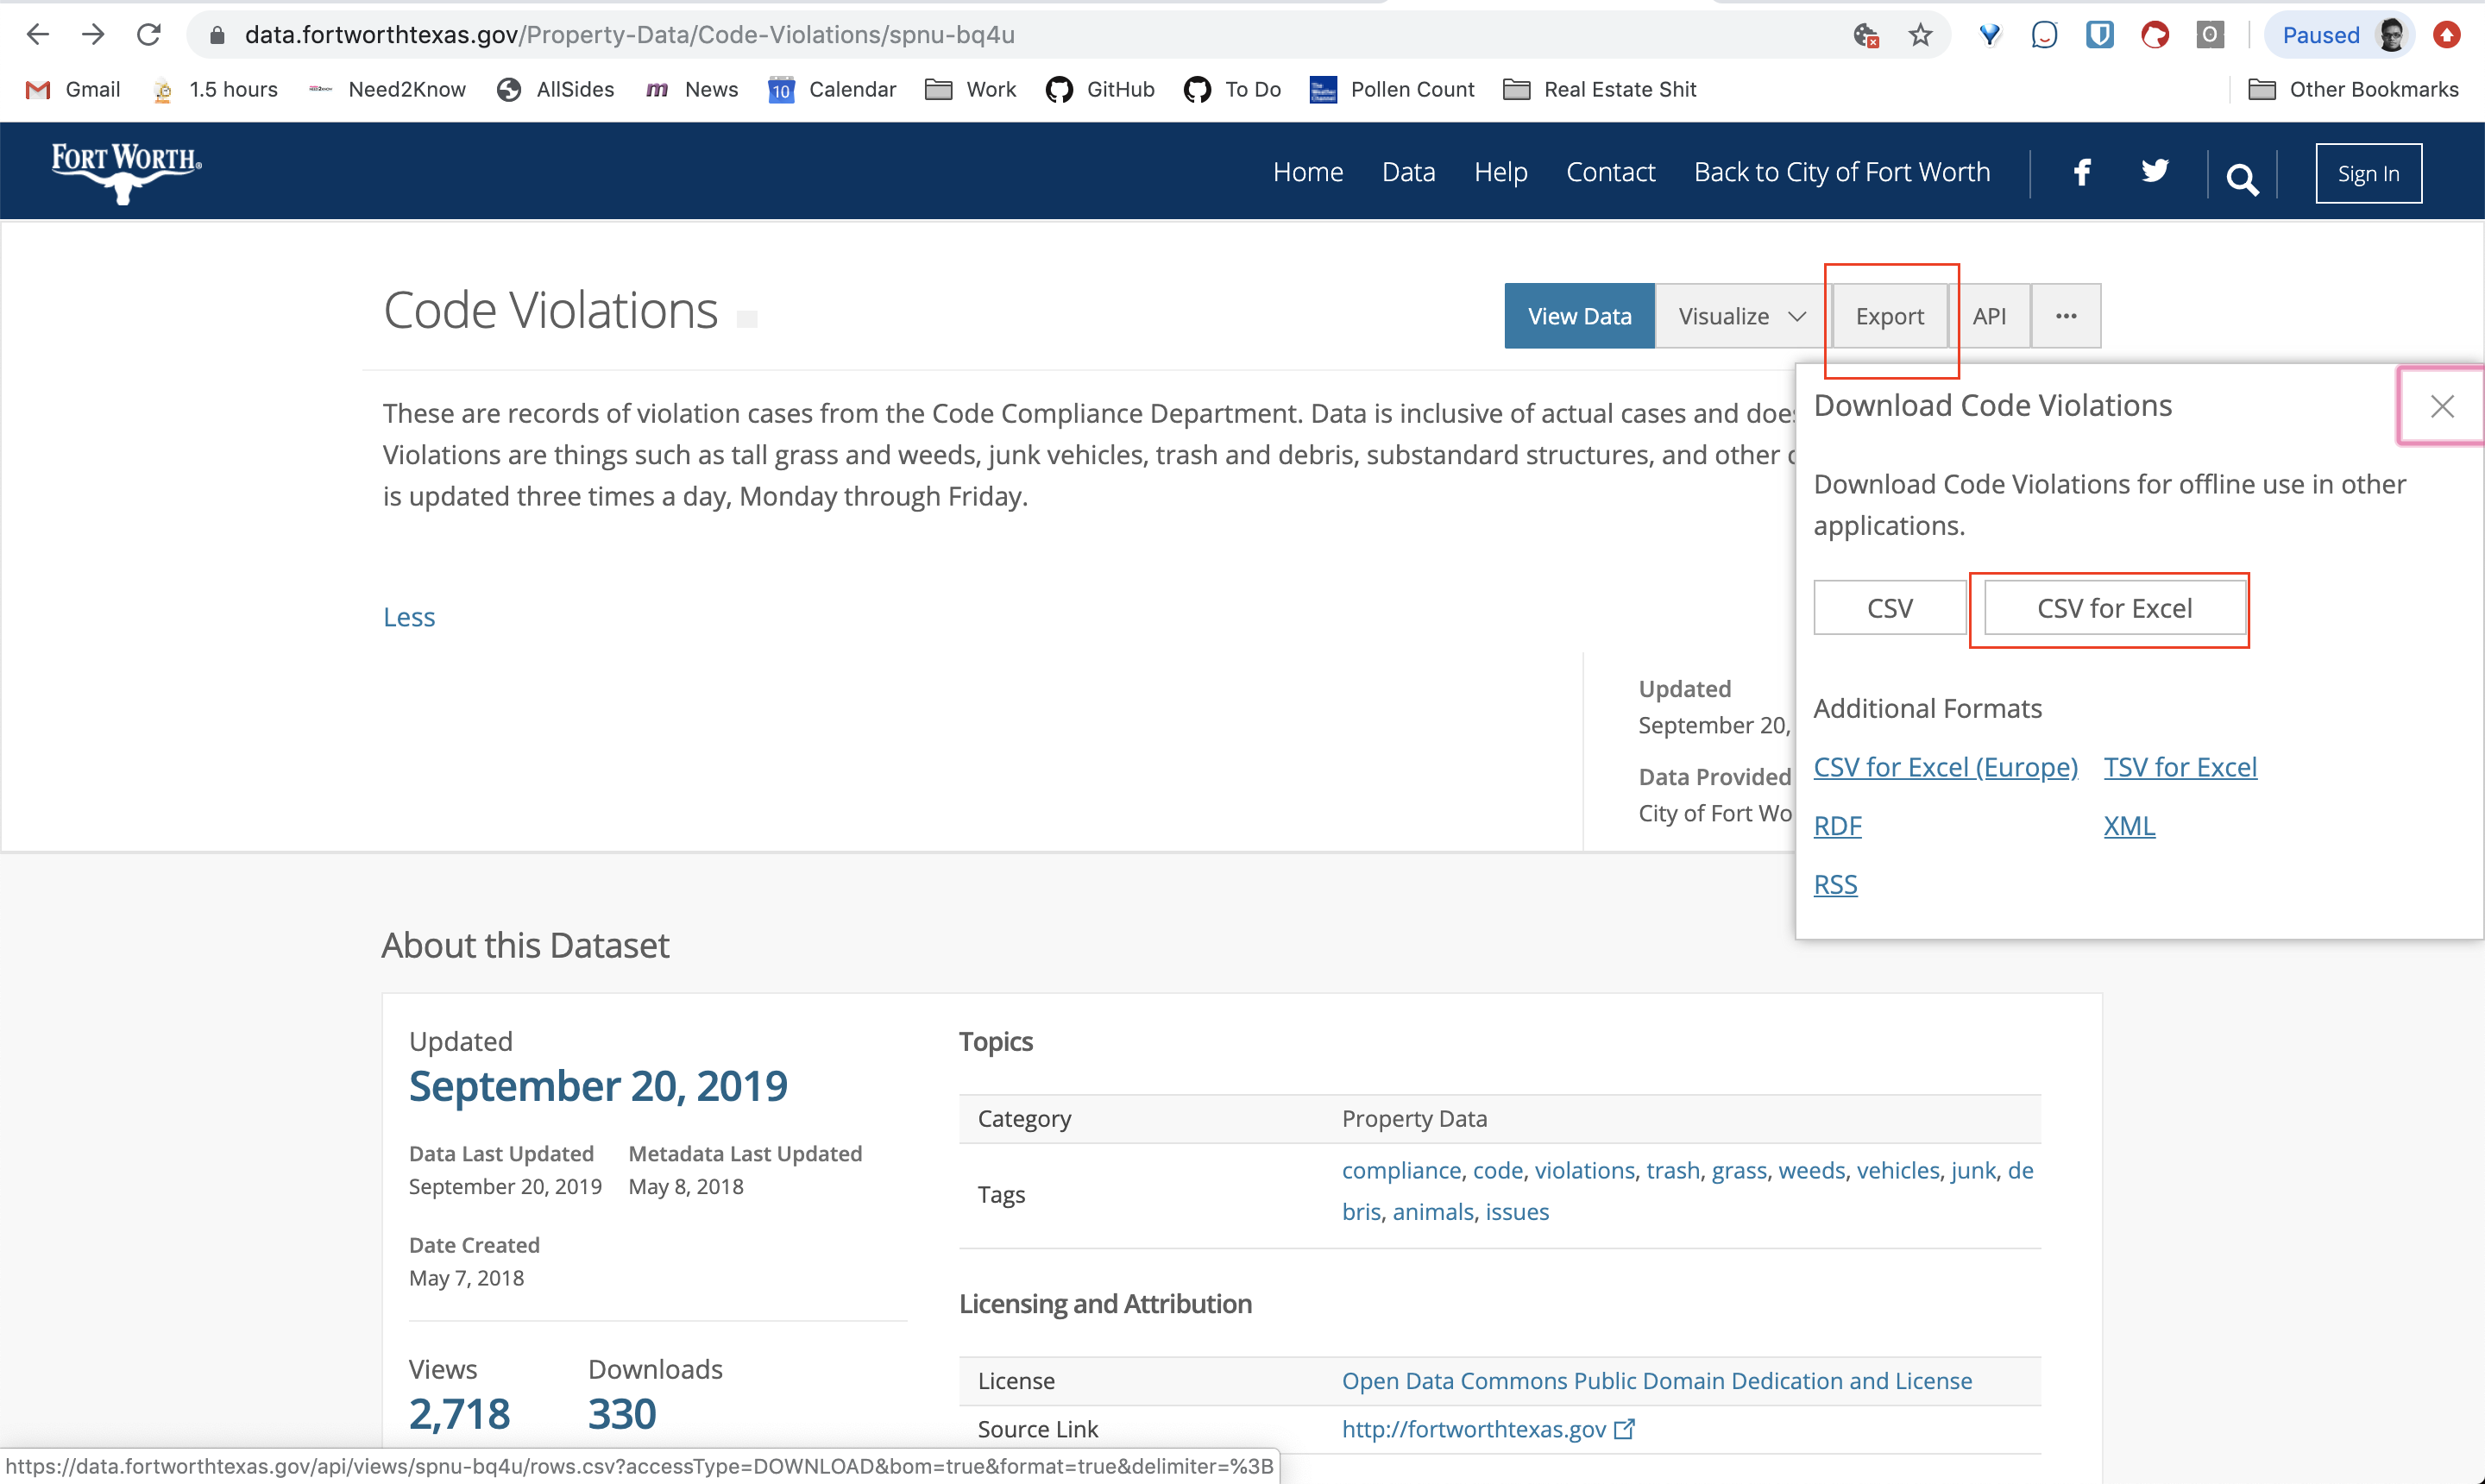 data.fortworthtexas.gov/Property-Data/Code-Violations/spnu-bq4u
O
Paused
Gmail
1.5 hours
Need2Know
AllSides
m News
10 Calendar
Work
GitHub
To Do
Pollen Count
Real Estate Shit
Other Bookmarks
FORT WORTH®
Home
Data
Help
Contact
Back to City of Fort Worth
Sign In
Code Violations
View Data
Visualize
Export
API
These are records of violation cases from the Code Compliance Department. Data is inclusive of actual cases and does
Violations are things such as tall grass and weeds, junk vehicles, trash and debris, substandard structures, and other
is updated three times a day, Monday through Friday.
Less
Updated
September 20,
Data Provided
City of Fort Wo
Download Code Violations
Download Code Violations for offline use in other
applications.
CSV
CSV for Excel
Additional Formats
CSV for Excel (Europe)
TSV for Excel
RDF
XML
RSS
About this Dataset
Updated
September 20, 2019
Data Last Updated
September 20, 2019
Metadata Last Updated
May 8, 2018
Date Created
May 7, 2018
Views
2,718
Downloads
330
Topics
Category Property Data
Tags compliance, code, violations, trash, grass, weeds, vehicles, junk, de
bris, animals, issues
Licensing and Attribution
License Open Data Commons Public Domain Dedication and License
Source Link http://fortworthtexas.gov
https://data.fortworthtexas.gov/api/views/spnu-bq4u/rows.csv?accessType=DOWNLOAD&bom=true&format=true&delimiter=%3B